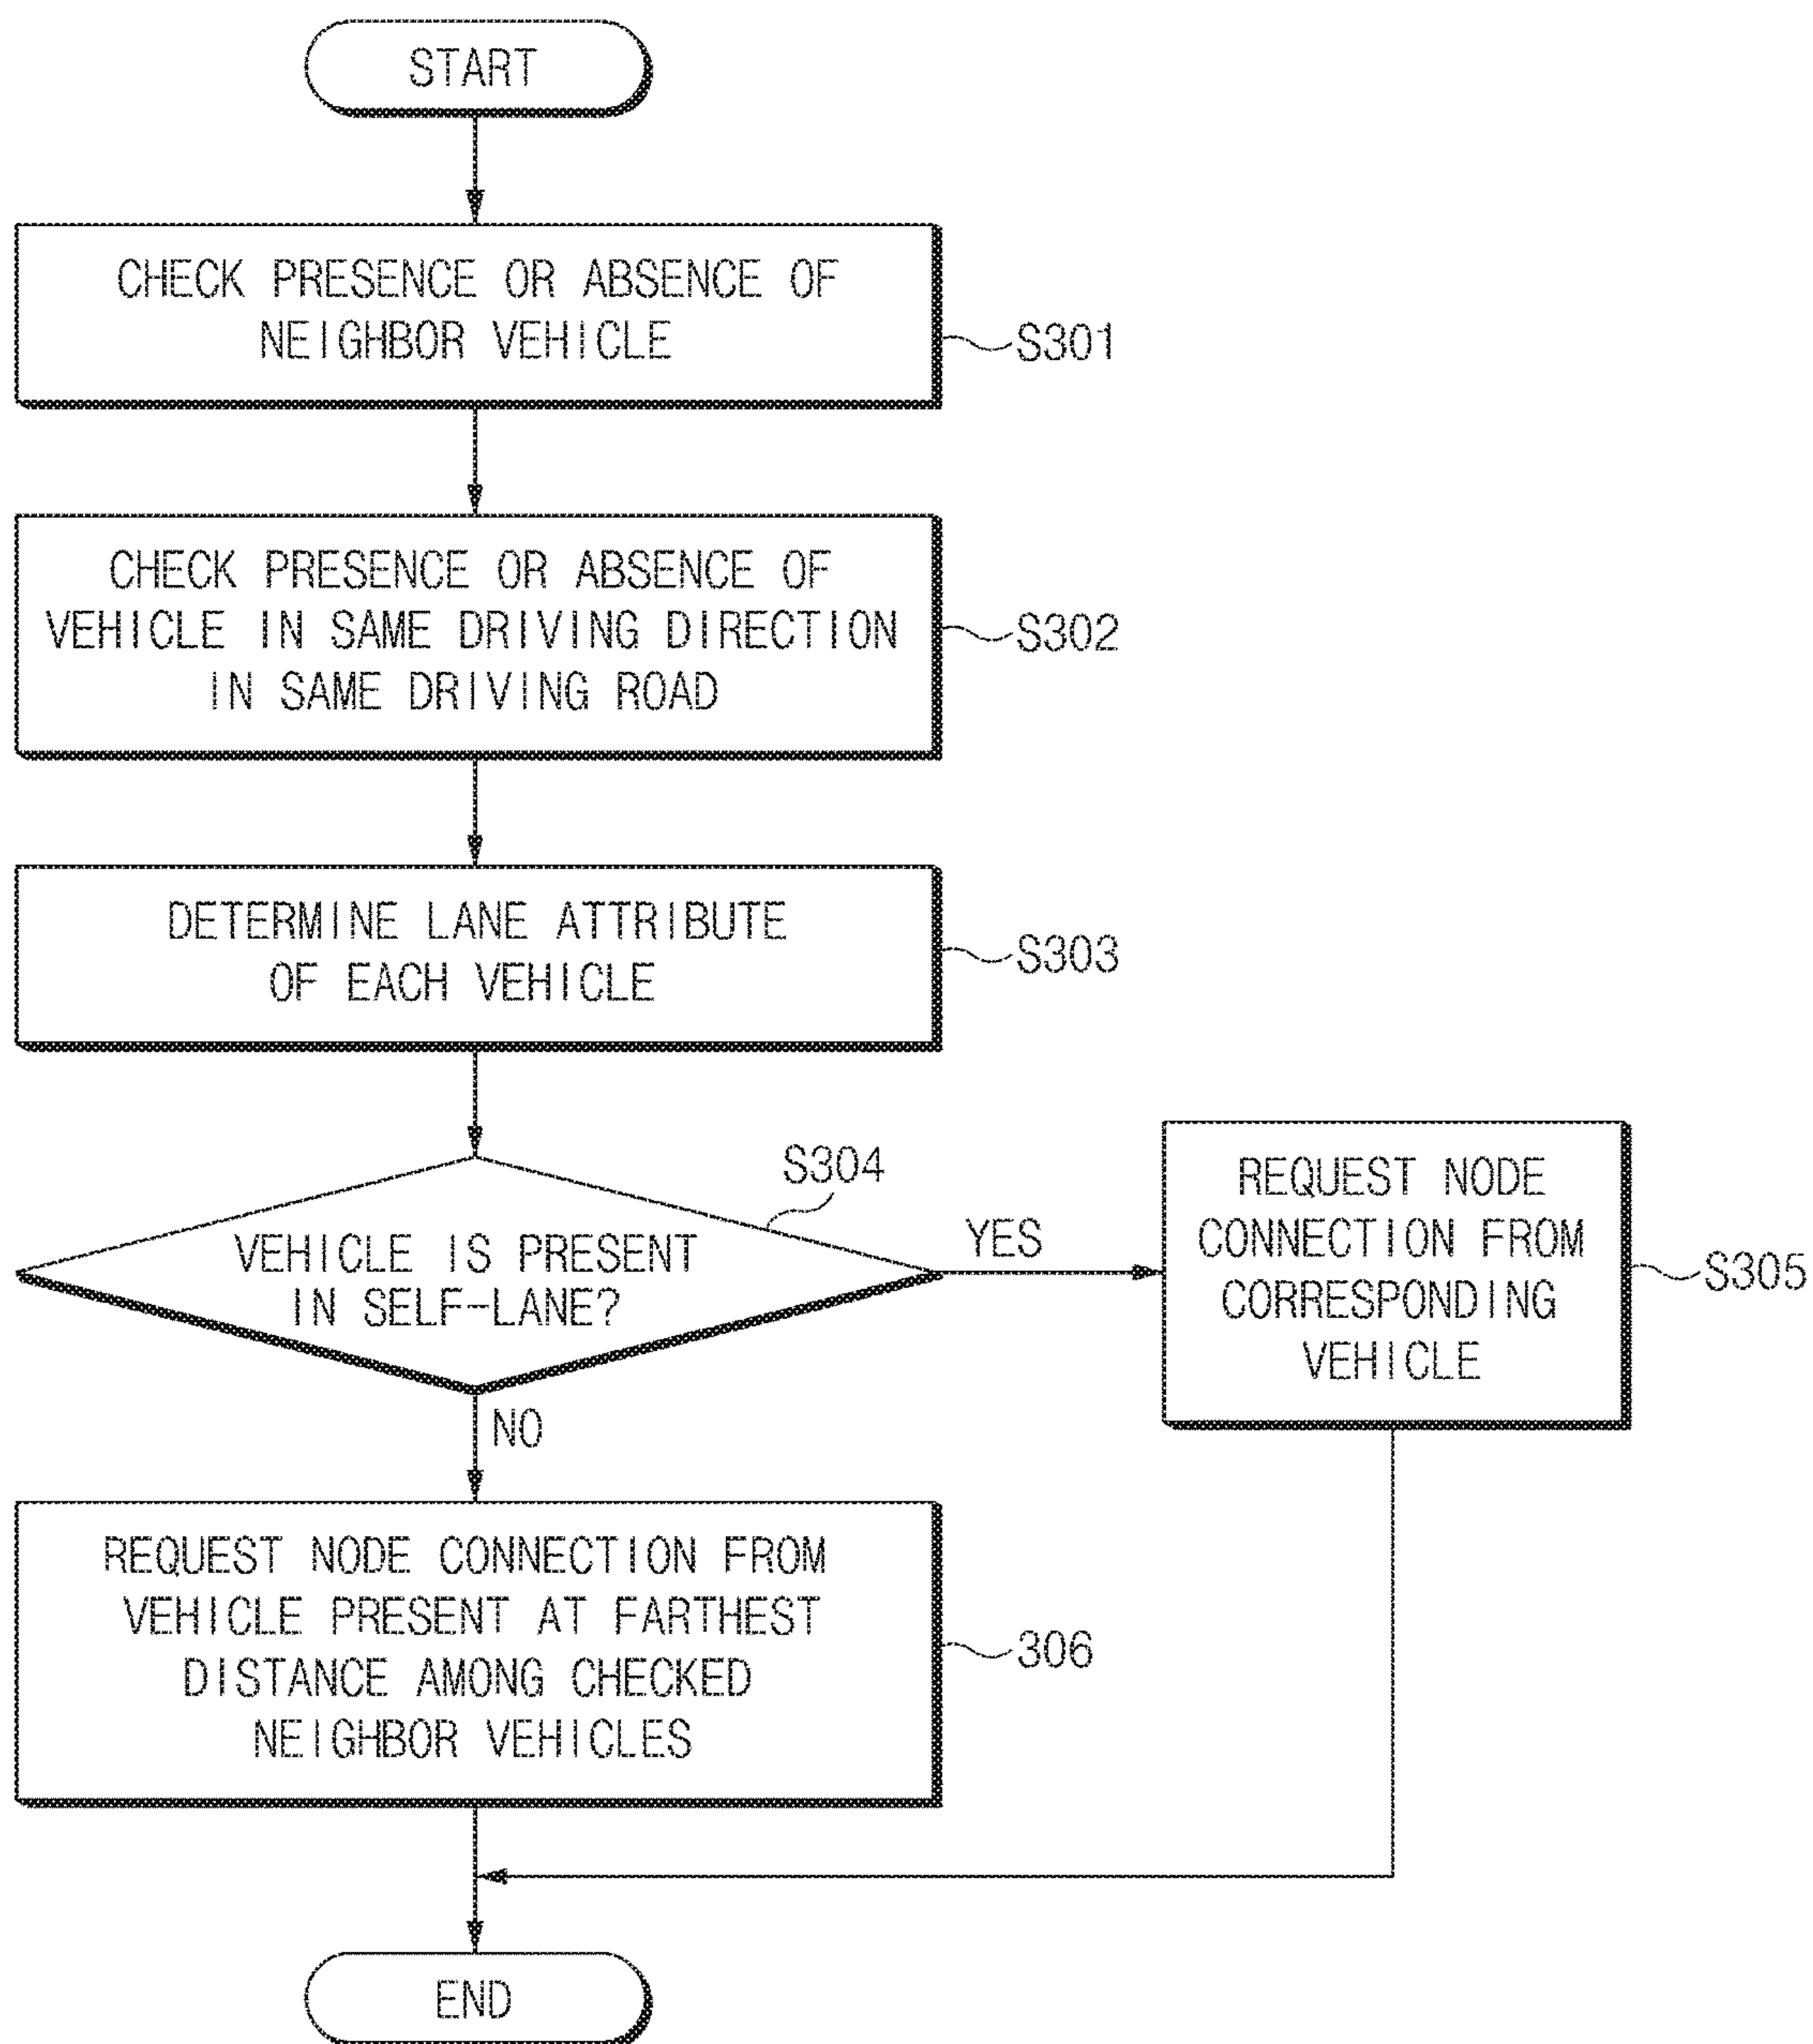 START
CHECK PRESENCE OR ABSENCE OF
NEIGHBOR VEHICLE
S301
CHECK PRESENCE OR ABSENCE OF
VEHICLE IN SAME DRIVING DIRECTION
IN SAME DRIVING ROAD
S302
DETERMINE LANE ATTRIBUTE
OF EACH VEHICLE
S303
S304
VEHICLE IS PRESENT
IN SELF-LANE?
YES
REQUEST NODE
CONNECTION FROM
CORRESPONDING
VEHICLE
S305
NO
REQUEST NODE CONNECTION FROM
VEHICLE PRESENT AT FARTHEST
DISTANCE AMONG CHECKED
NEIGHBOR VEHICLES
306
END